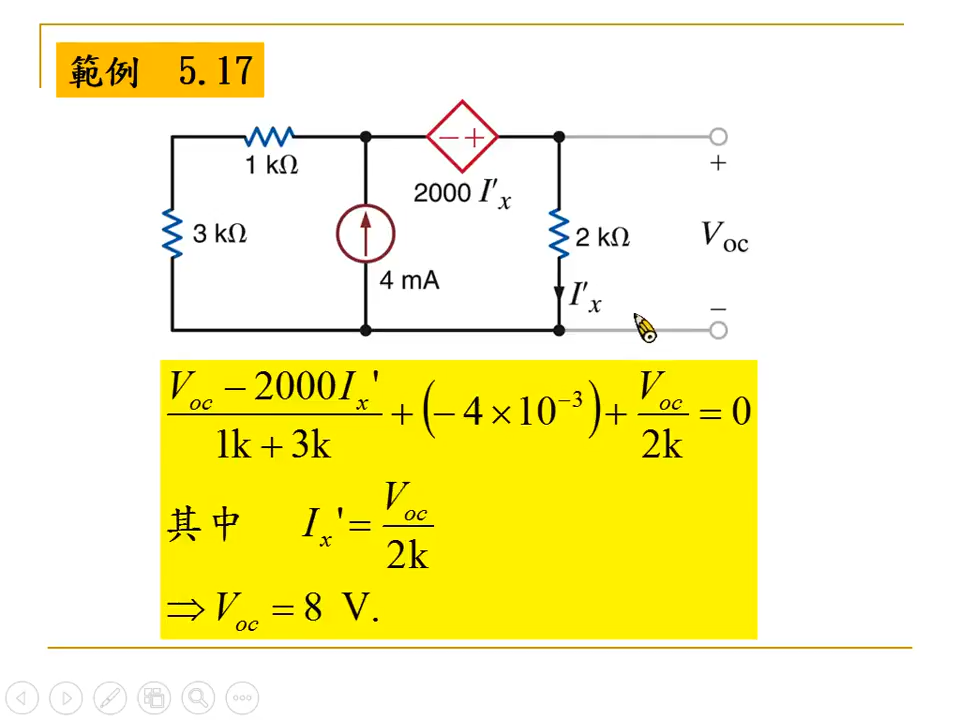 範例 5.17
1 kΩ
− +
2000 I'x
3 kΩ
4 mA
2 kΩ
I'x
+
Voc
−
(Voc − 2000Ix')/(1k + 3k) + (−4×10⁻³) + Voc/2k = 0
其中 Ix' = Voc/2k
⇒ Voc = 8 V.